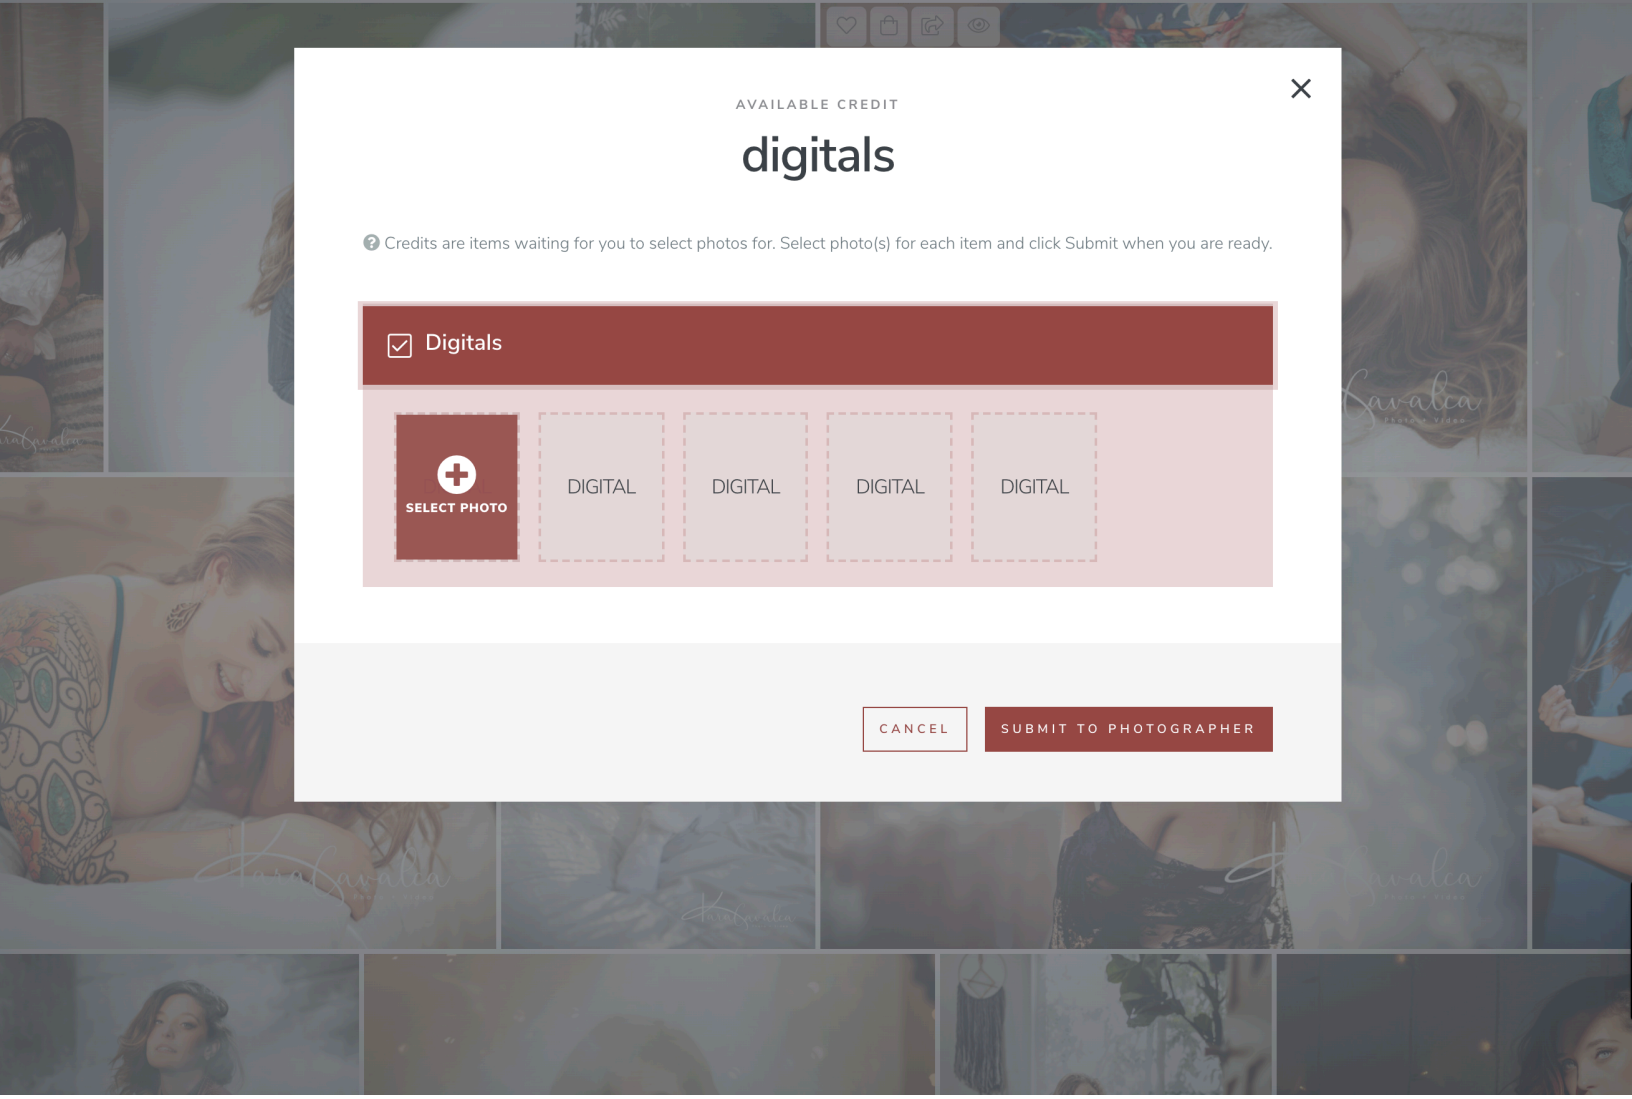 AVAILABLE CREDIT
digitals
Credits are items waiting for you to select photos for. Select photo(s) for each item and click Submit when you are ready.
Digitals
SELECT PHOTO
DIGITAL
DIGITAL
DIGITAL
DIGITAL
CANCEL
SUBMIT TO PHOTOGRAPHER